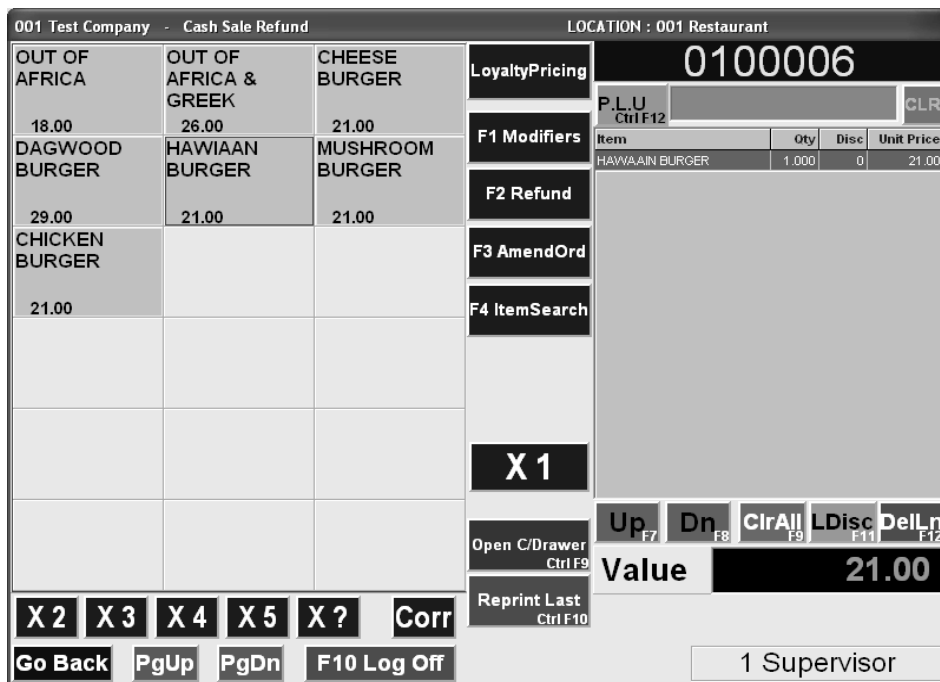 001 Test Company - Cash Sale Refund
LOCATION : 001 Restaurant
OUT OF
AFRICA
18.00
OUT OF
AFRICA &
GREEK
26.00
CHEESE
BURGER
21.00
DAGWOOD
BURGER
29.00
HAWIAAN
BURGER
21.00
MUSHROOM
BURGER
21.00
CHICKEN
BURGER
21.00
LoyaltyPricing
F1 Modifiers
F2 Refund
F3 AmendOrd
F4 ItemSearch
X 1
Open C/Drawer
Ctrl F9
Reprint Last
Ctrl F10
0100006
P.L.U
Ctrl F12
CLR
Item Qty Disc Unit Price
HAWAAIN BURGER 1.000 0 21.00
Up F7
Dn F8
ClrAll F9
LDisc F11
DelLn F12
Value 21.00
X 2 X 3 X 4 X 5 X ? Corr
Go Back PgUp PgDn F10 Log Off
1 Supervisor